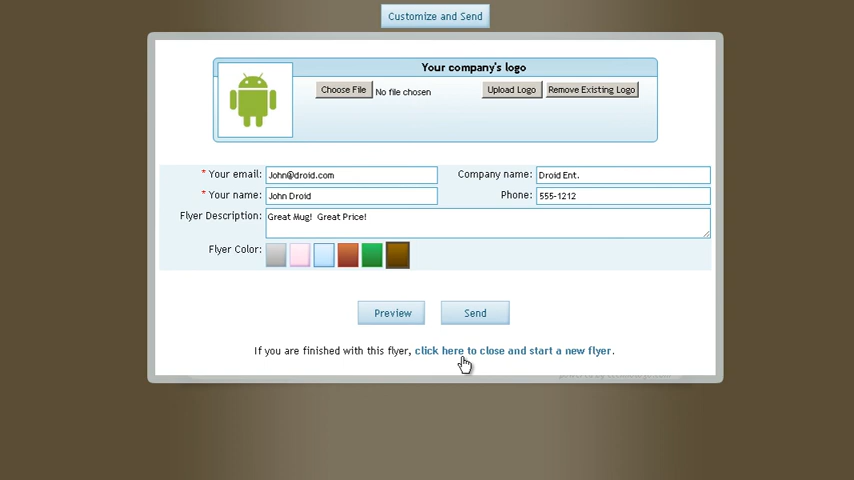 Customize and Send
Your company's logo
Choose File No file chosen Upload Logo Remove Existing Logo
* Your email: John@droid.com Company name: Droid Ent.
* Your name: John Droid Phone: 555-1212
Flyer Description: Great Mug! Great Price!
Flyer Color:
Preview Send
If you are finished with this flyer, click here to close and start a new flyer.